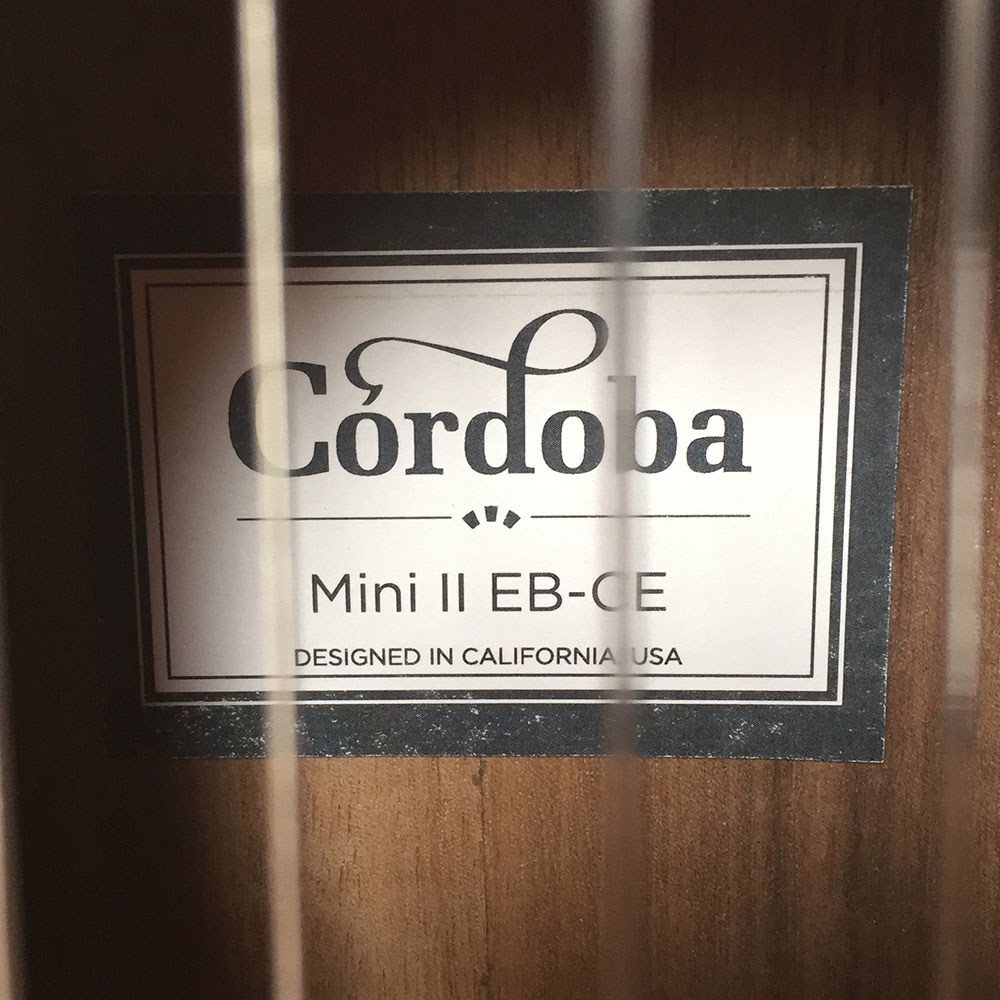 Córdoba
Mini II EB-CE
DESIGNED IN CALIFORNIA, USA